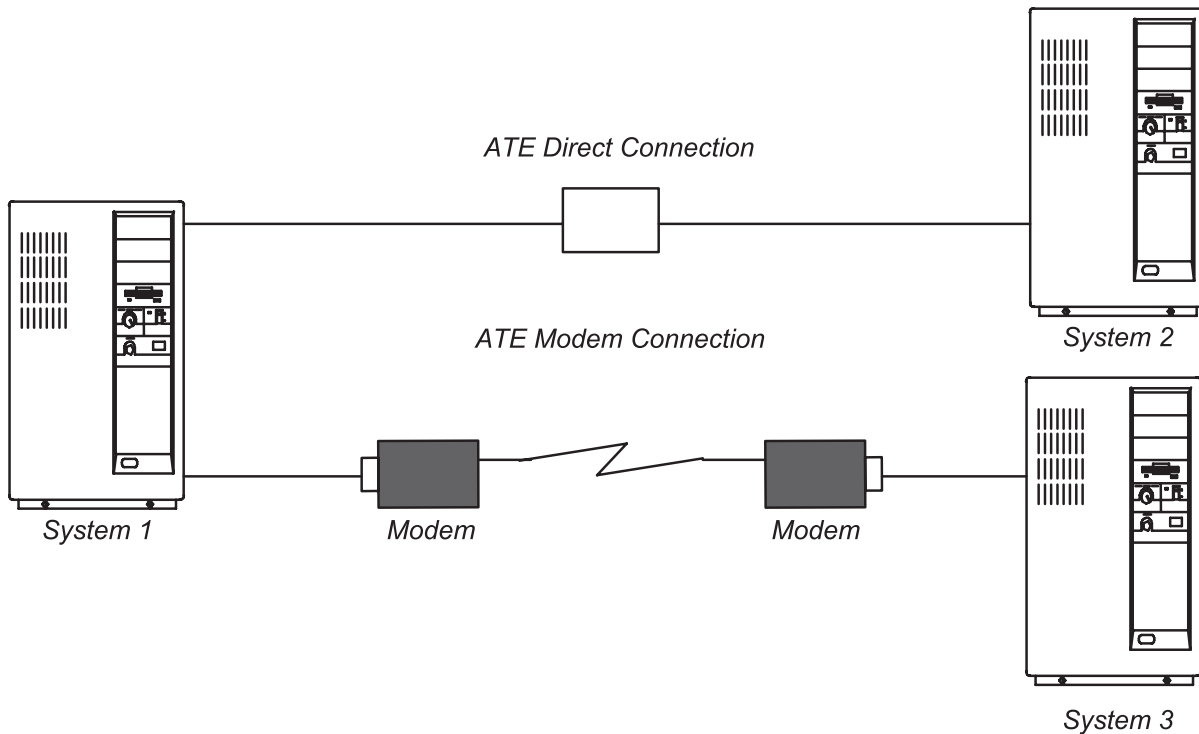 ATE Direct Connection
System 2
ATE Modem Connection
System 1
Modem
Modem
System 3